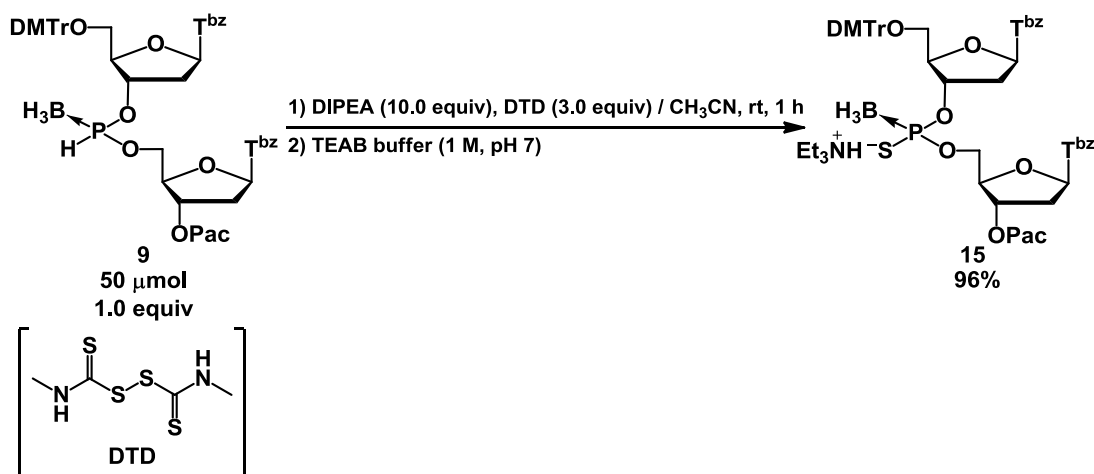 DMTrO
O
T^bz
O
H₃B
P
H
O
T^bz
O
OPac
9
50 μmol
1.0 equiv
1) DIPEA (10.0 equiv), DTD (3.0 equiv) / CH₃CN, rt, 1 h
2) TEAB buffer (1 M, pH 7)
DMTrO
O
T^bz
O
H₃B
P
Et₃NH⁺ ⁻S
O
T^bz
O
OPac
15
96%
S
H
N
S
S
N
H
S
DTD